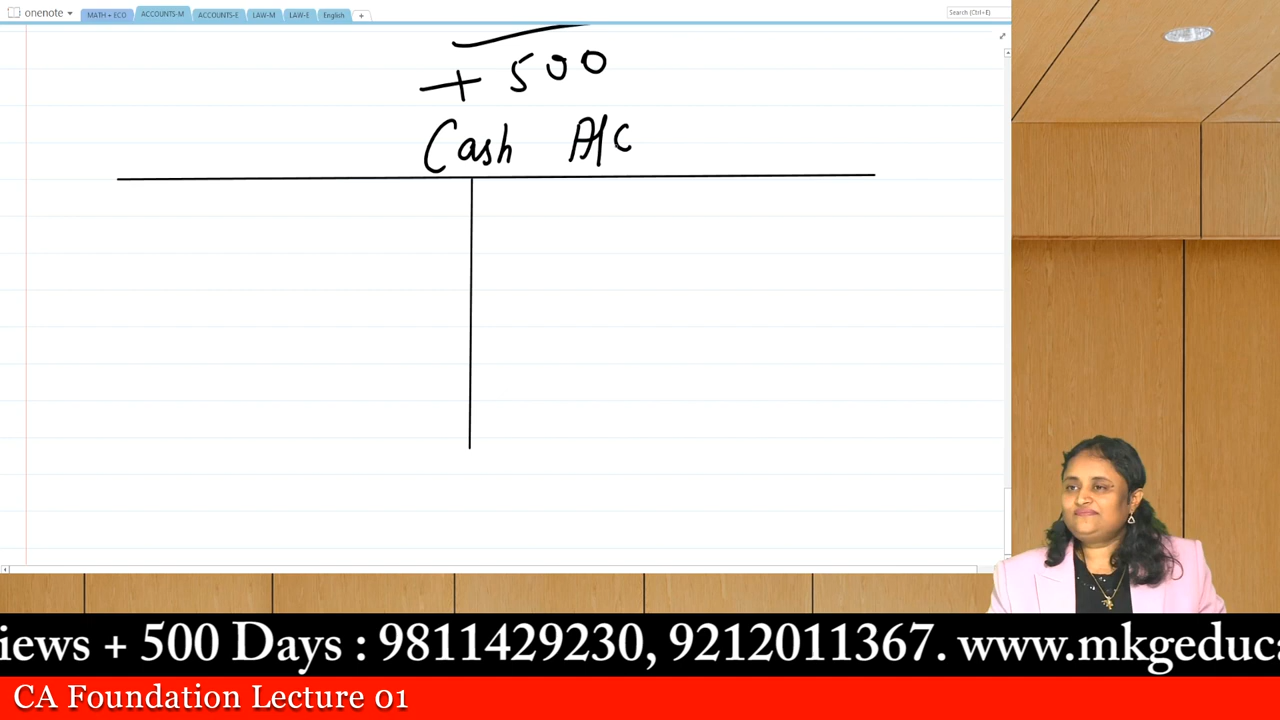 onenote MATH + ECO ACCOUNTS-M ACCOUNTS-E LAW-M LAW-E English + Search (Ctrl+E)
+ 500
Cash A/C
iews + 500 Days : 9811429230, 9212011367. www.mkgeduca
CA Foundation Lecture 01